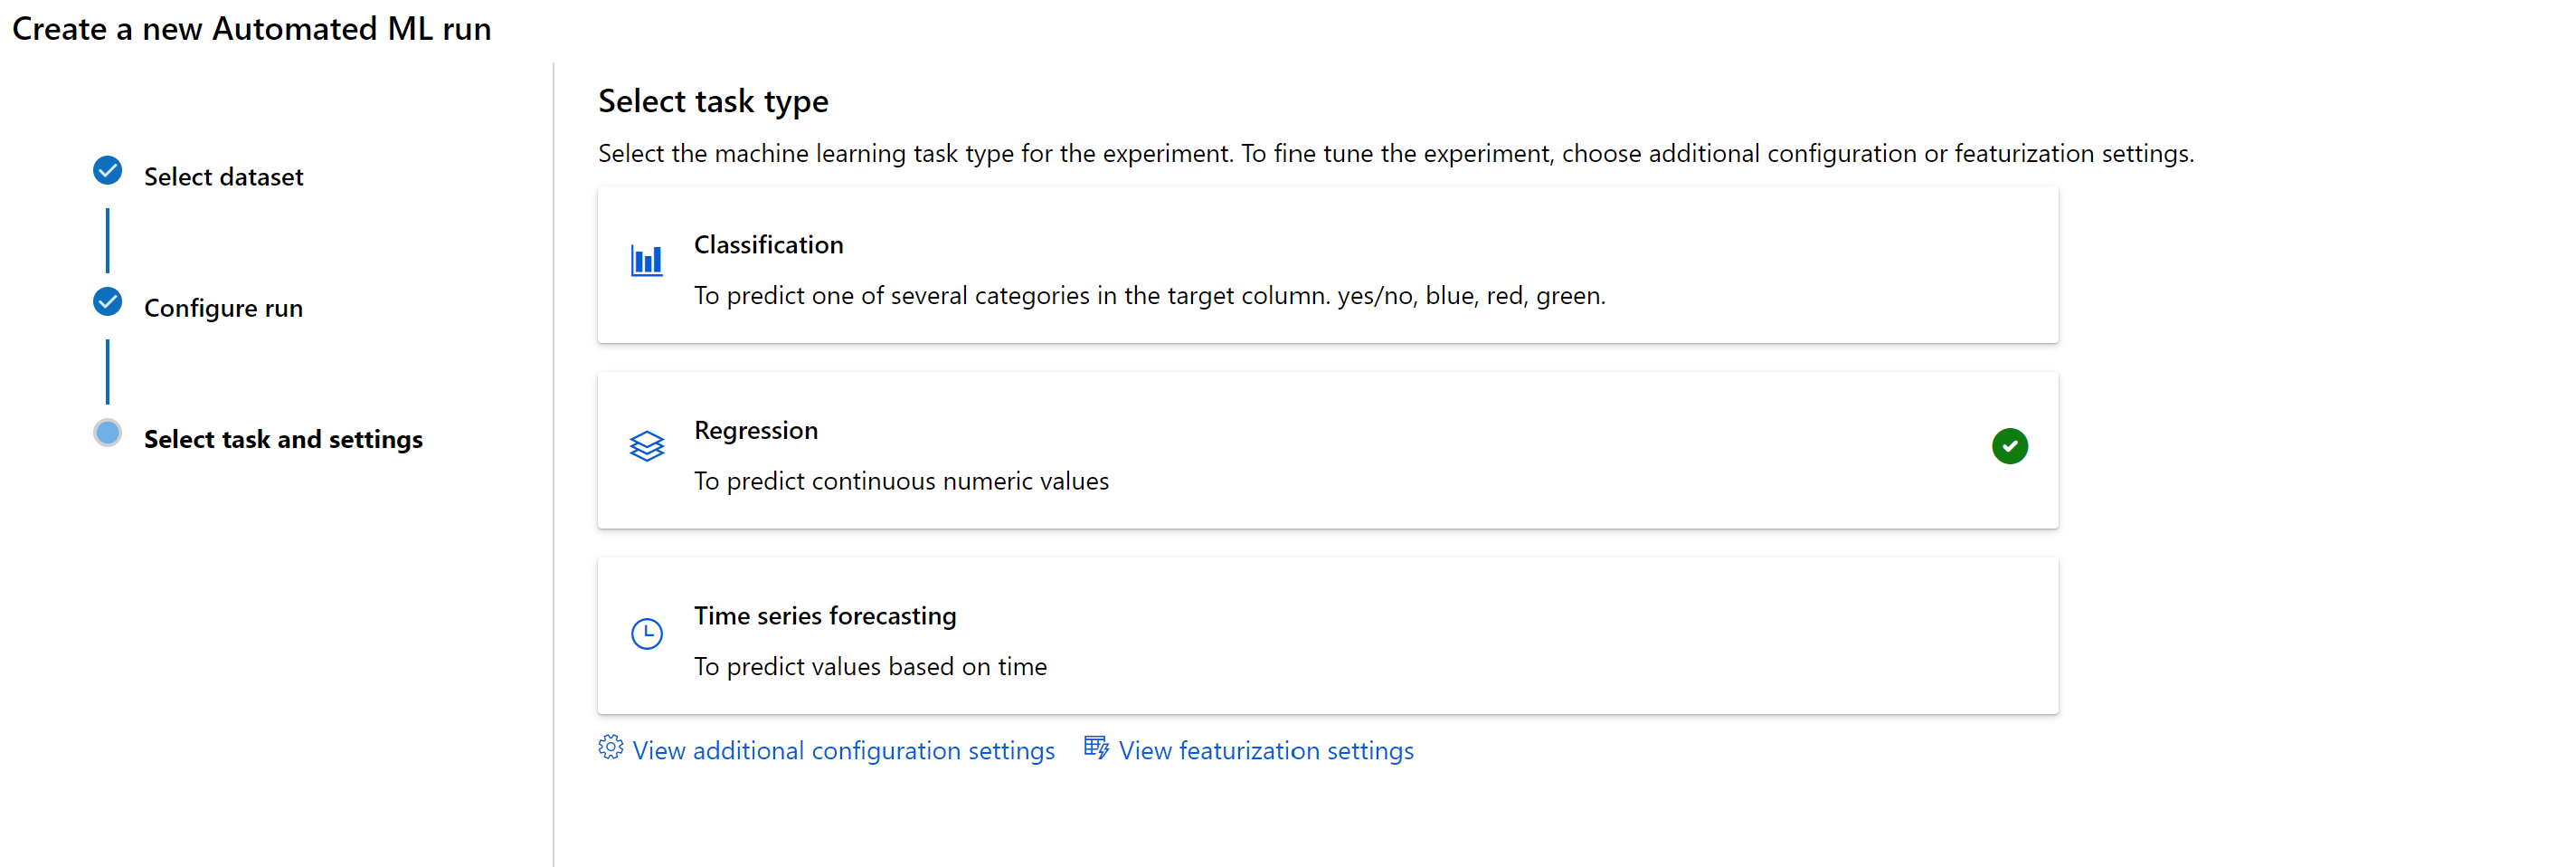 Create a new Automated ML run
Select dataset
Configure run
Select task and settings
Select task type
Select the machine learning task type for the experiment. To fine tune the experiment, choose additional configuration or featurization settings.
Classification
To predict one of several categories in the target column. yes/no, blue, red, green.
Regression
To predict continuous numeric values
Time series forecasting
To predict values based on time
View additional configuration settings View featurization settings